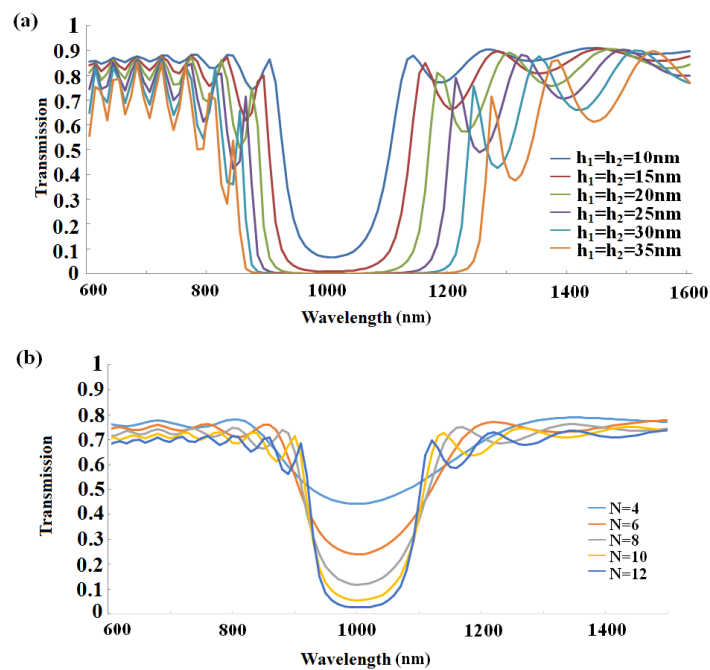 (a)
1
0.9
0.8
0.7
0.6
0.5
0.4
0.3
0.2
0.1
0
Transmission
h₁=h₂=10nm
h₁=h₂=15nm
h₁=h₂=20nm
h₁=h₂=25nm
h₁=h₂=30nm
h₁=h₂=35nm
600 800 1000 1200 1400 1600
Wavelength (nm)
(b)
1
0.9
0.8
0.7
0.6
0.5
0.4
0.3
0.2
0.1
0
Transmission
N=4
N=6
N=8
N=10
N=12
600 800 1000 1200 1400
Wavelength (nm)